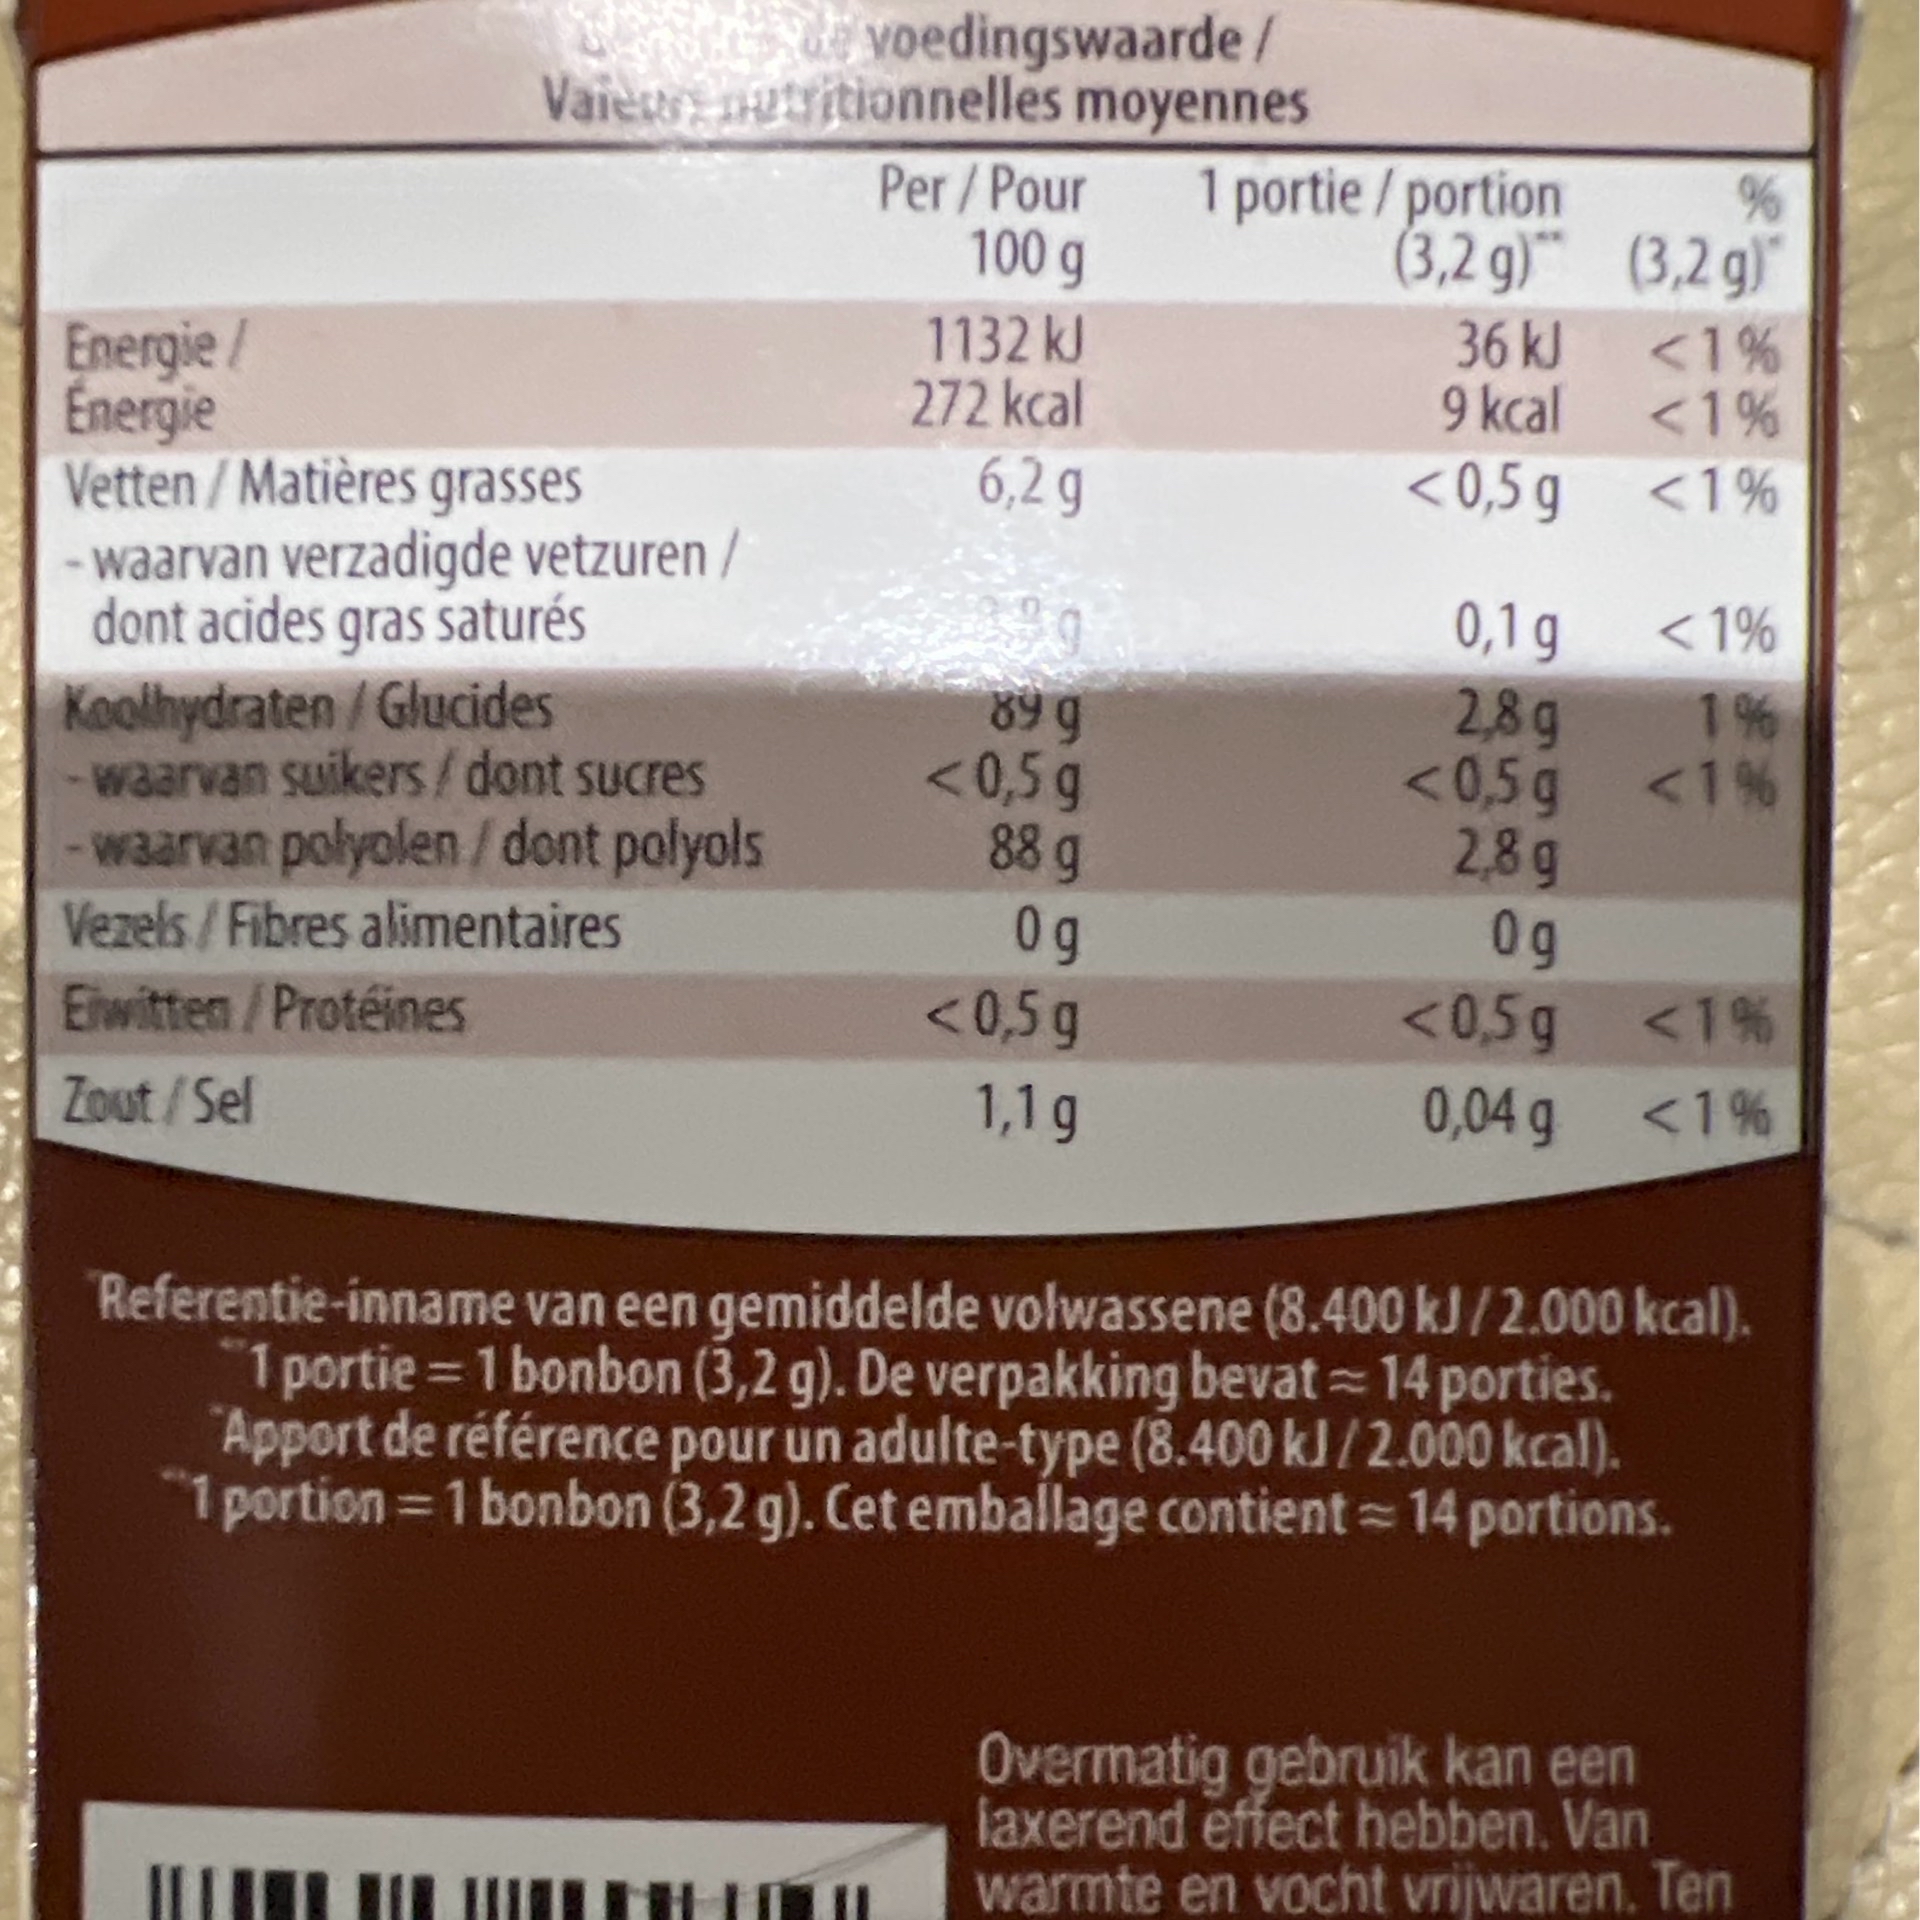 voedingswaarde /
nutritionnelles moyennes
Per / Pour 1 portie / portion %
100 g (3,2 g)** (3,2 g)*
Energie / 1132 kJ 36 kJ <1%
Énergie 272 kcal 9 kcal <1%
Vetten / Matières grasses 6,2 g <0,5 g <1%
- waarvan verzadigde vetzuren /
dont acides gras saturés 0,1 g <1%
Koolhydraten / Glucides 89 g 2,8 g 1%
- waarvan suikers / dont sucres <0,5 g <0,5 g <1%
- waarvan polyolen / dont polyols 88 g 2,8 g
Vezels / Fibres alimentaires 0 g 0 g
Eiwitten / Protéines <0,5 g <0,5 g <1%
Zout / Sel 1,1 g 0,04 g <1%
*Referentie-inname van een gemiddelde volwassene (8.400 kJ / 2.000 kcal).
**1 portie = 1 bonbon (3,2 g). De verpakking bevat ≈ 14 porties.
*Apport de référence pour un adulte-type (8.400 kJ / 2.000 kcal).
**1 portion = 1 bonbon (3,2 g). Cet emballage contient ≈ 14 portions.
Overmatig gebruik kan een
laxerend effect hebben. Van
warmte en vocht vrijwaren. Ten